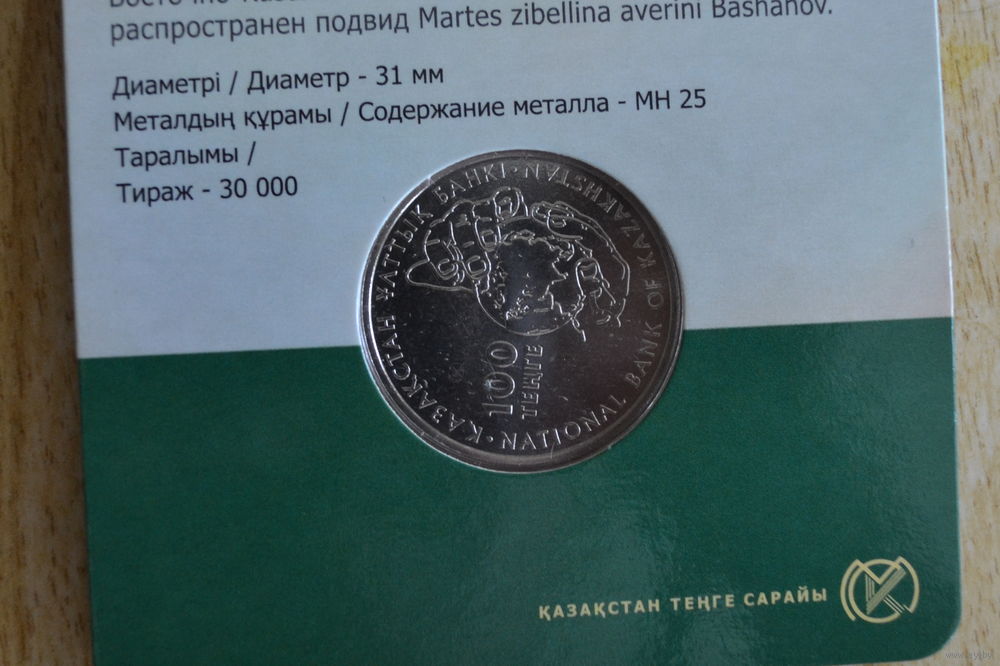 распространен подвид Martes zibellina averini Bashanov.
Диаметрі / Диаметр - 31 мм
Металдың құрамы / Содержание металла - МН 25
Таралымы /
Тираж - 30 000
ҚАЗАҚСТАН ҰЛТТЫҚ БАНКІ
NATIONAL BANK OF KAZAKHSTAN
100
ТЕҢГЕ
ҚАЗАҚСТАН ТЕҢГЕ САРАЙЫ